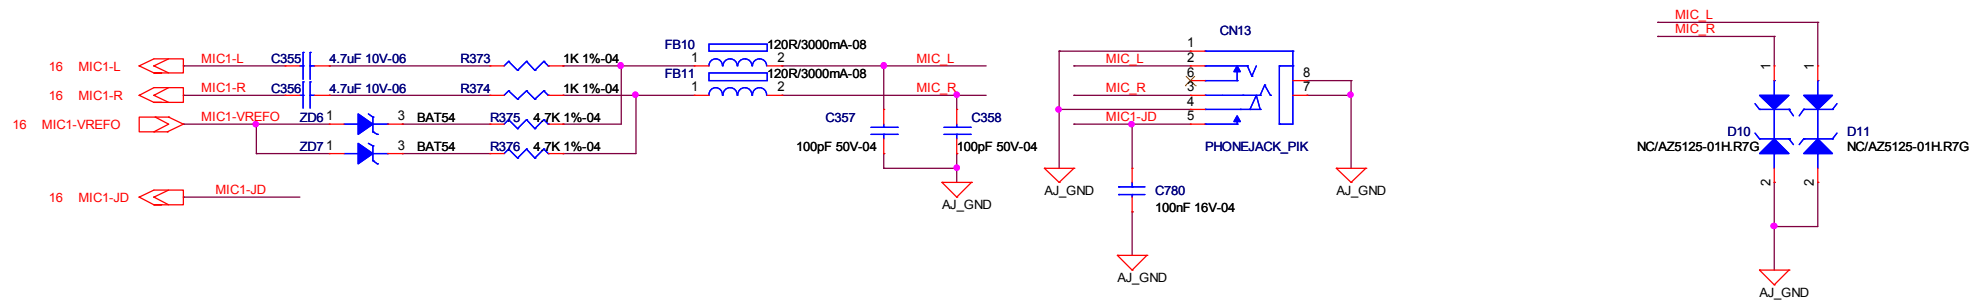 16 MIC1-L MIC1-L C355 4.7uF 10V-06 R373 1K 1%-04 FB10 120R/3000mA-08 1 2 MIC_L
16 MIC1-R MIC1-R C356 4.7uF 10V-06 R374 1K 1%-04 FB11 120R/3000mA-08 1 2 MIC_R
16 MIC1-VREFO MIC1-VREFO ZD6 1 3 BAT54 R375 4.7K 1%-04
ZD7 1 3 BAT54 R376 4.7K 1%-04
16 MIC1-JD MIC1-JD
C357
100pF 50V-04
C358
100pF 50V-04
AJ_GND
CN13
1
MIC_L 2
6
MIC_R 3
4
MIC1-JD 5
8
7
PHONEJACK_PIK
AJ_GND
C780
100nF 16V-04
AJ_GND
AJ_GND
MIC_L
MIC_R
1 1
D10
NC/AZ5125-01H.R7G
D11
NC/AZ5125-01H.R7G
2 2
AJ_GND